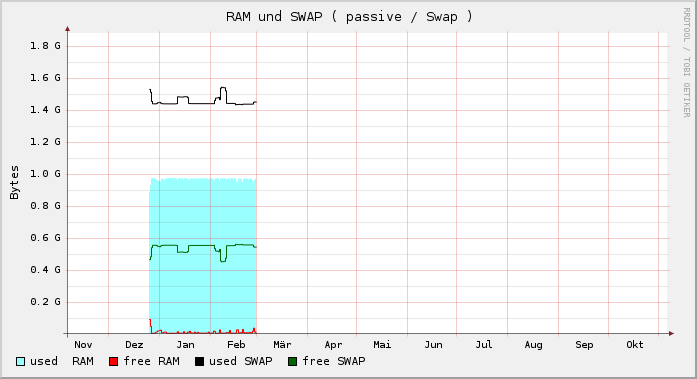 RAM und SWAP ( passive / Swap )
RRDTOOL / TOBI OETIKER
Bytes
1.8 G
1.6 G
1.4 G
1.2 G
1.0 G
0.8 G
0.6 G
0.4 G
0.2 G
Nov Dez Jan Feb Mär Apr Mai Jun Jul Aug Sep Okt
used RAM free RAM used SWAP free SWAP